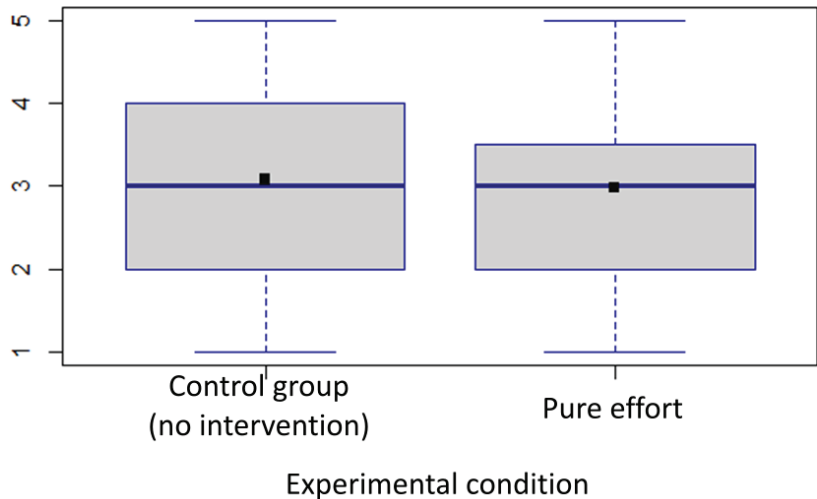 5
4
3
2
1
Control group
(no intervention)
Pure effort
Experimental condition